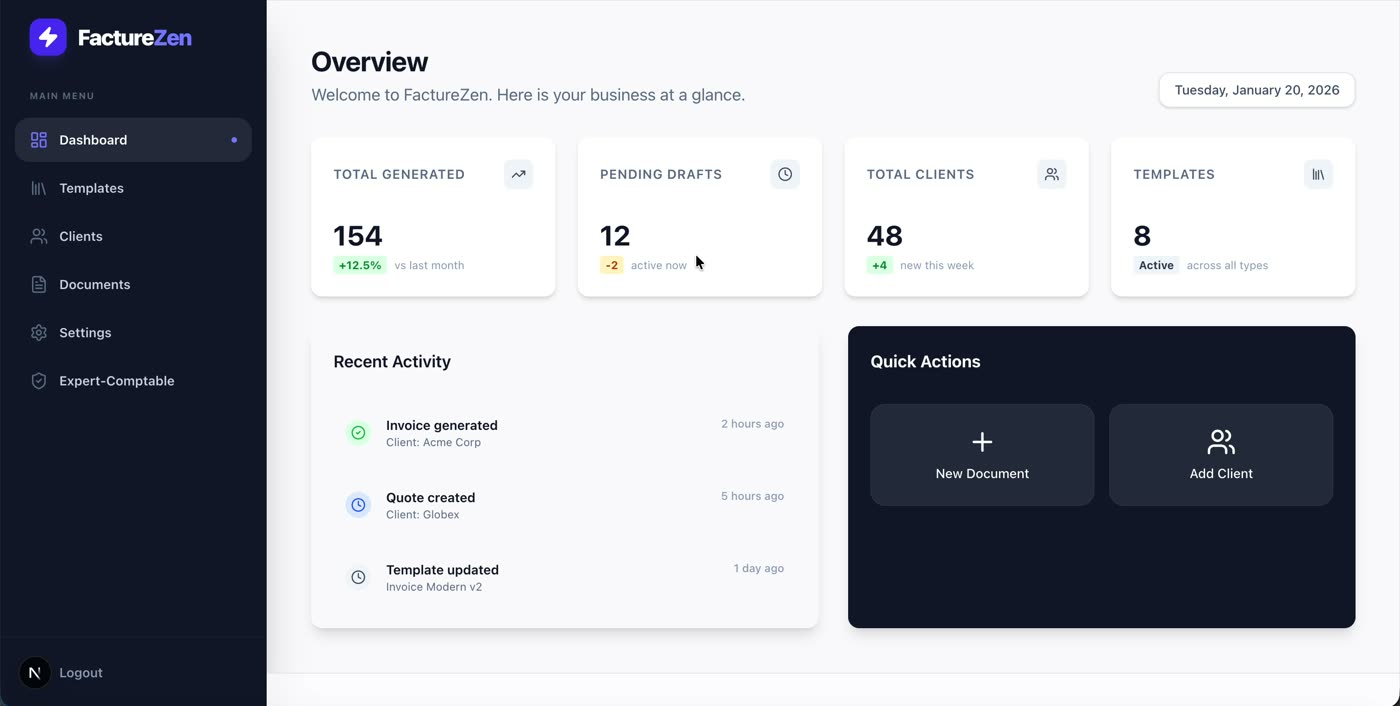 FactureZen
MAIN MENU
Dashboard
Templates
Clients
Documents
Settings
Expert-Comptable
N
Logout
Overview
Welcome to FactureZen. Here is your business at a glance.
Tuesday, January 20, 2026
TOTAL GENERATED
154
+12.5% vs last month
PENDING DRAFTS
12
-2 active now
TOTAL CLIENTS
48
+4 new this week
TEMPLATES
8
Active across all types
Recent Activity
Invoice generated 2 hours ago
Client: Acme Corp
Quote created 5 hours ago
Client: Globex
Template updated 1 day ago
Invoice Modern v2
Quick Actions
New Document
Add Client